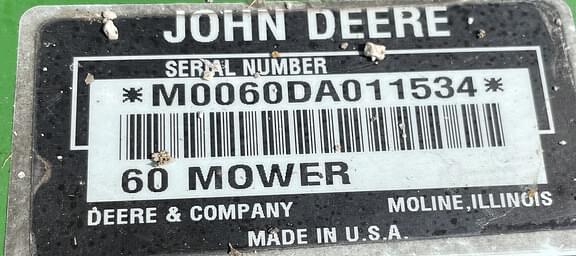 JOHN DEERE
SERIAL NUMBER
*M0060DA011534*
60 MOWER
DEERE & COMPANY MOLINE, ILLINOIS
MADE IN U.S.A.